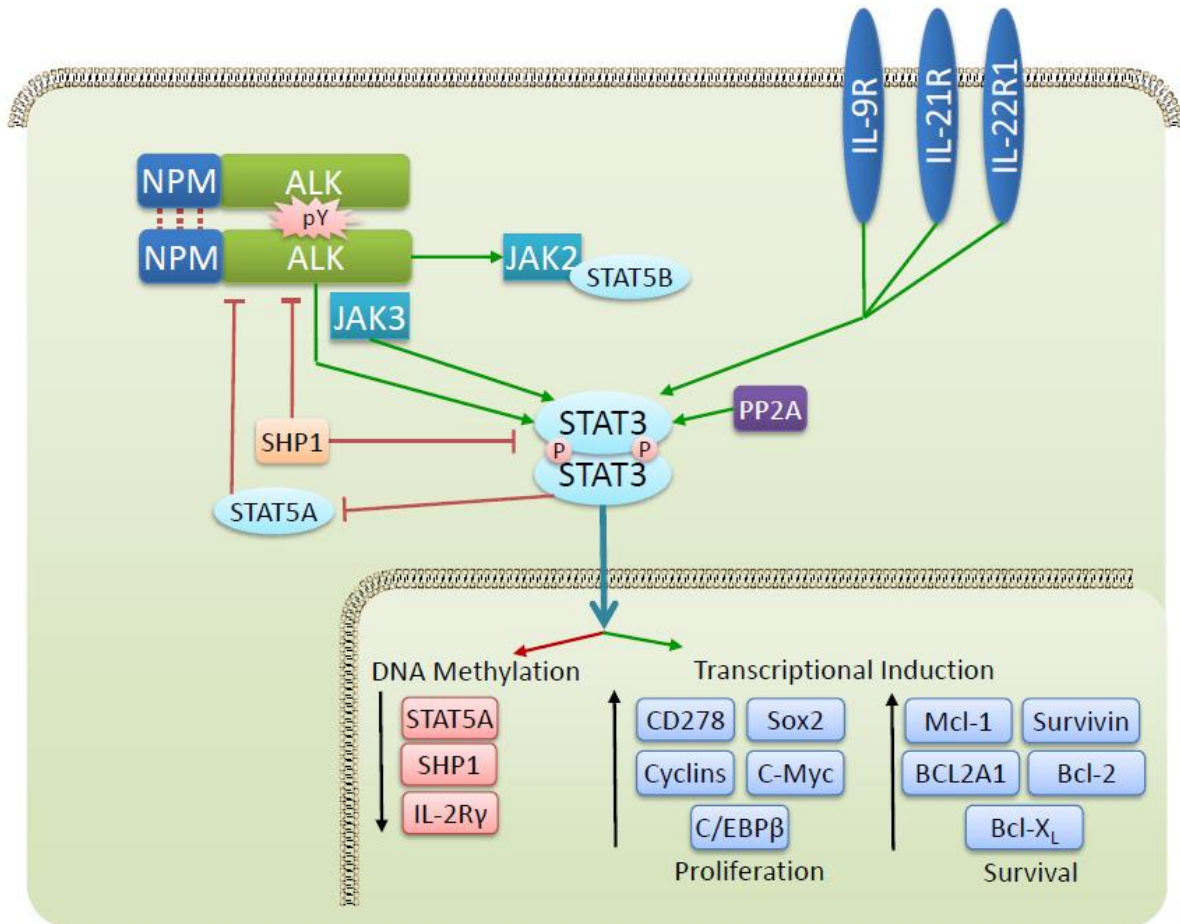 IL-9R
IL-21R
IL-22R1
NPM ALK
pY
NPM ALK
JAK2
STAT5B
JAK3
PP2A
STAT3
SHP1
P P
STAT3
STAT5A
DNA Methylation
STAT5A
SHP1
IL-2Rγ
Transcriptional Induction
CD278 Sox2
Cyclins C-Myc
C/EBPβ
Proliferation
Mcl-1 Survivin
BCL2A1 Bcl-2
Bcl-XL
Survival